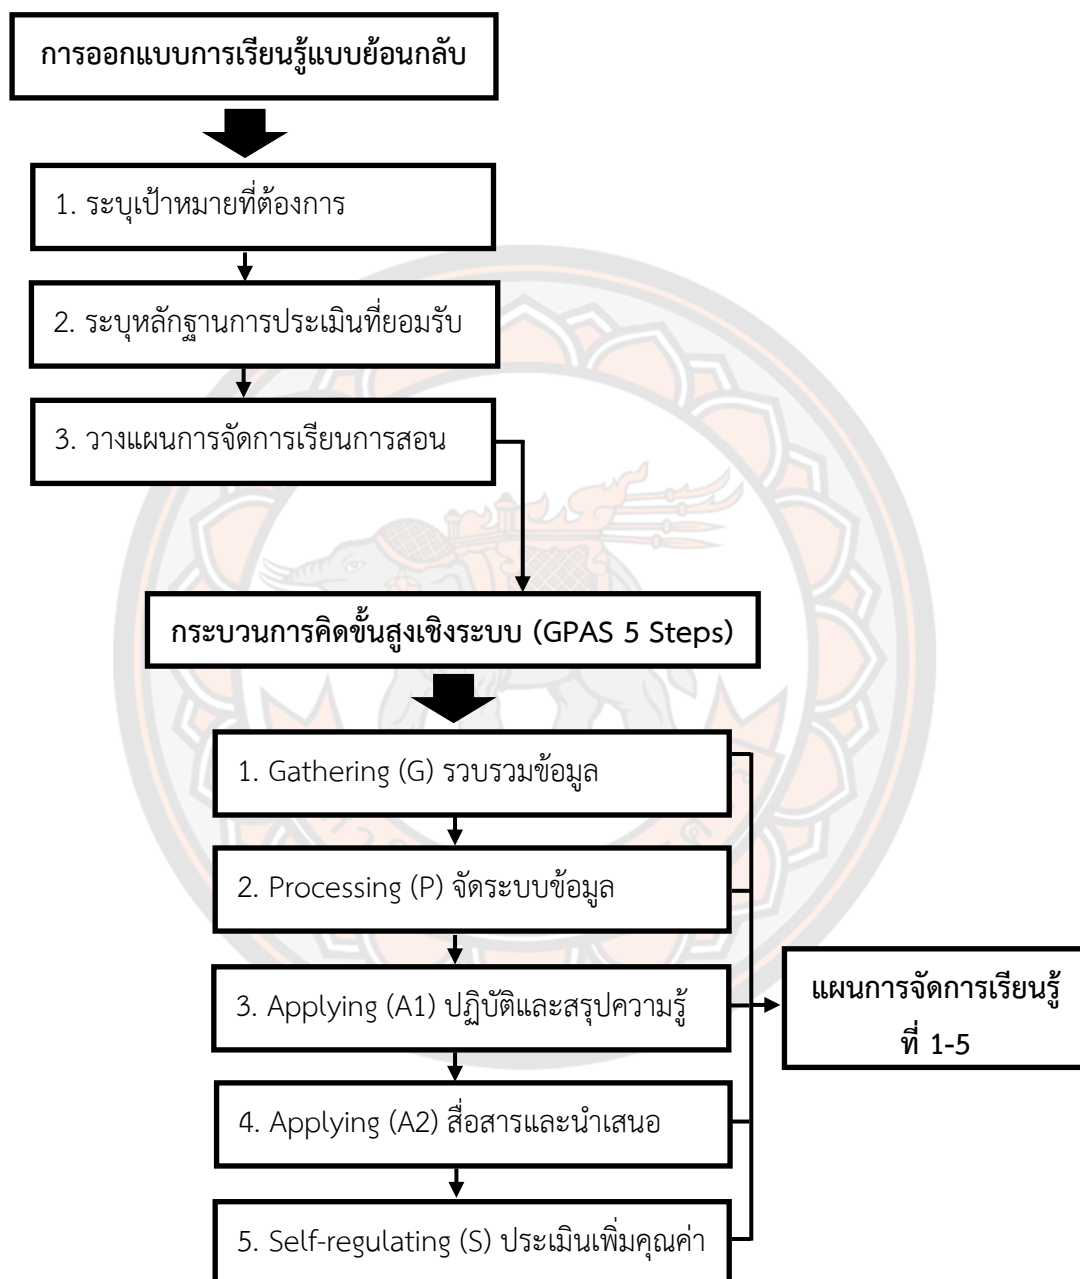 การออกแบบการเรียนรู้แบบย้อนกลับ
1. ระบุเป้าหมายที่ต้องการ
2. ระบุหลักฐานการประเมินที่ยอมรับ
3. วางแผนการจัดการเรียนการสอน
กระบวนการคิดขั้นสูงเชิงระบบ (GPAS 5 Steps)
1. Gathering (G) รวบรวมข้อมูล
2. Processing (P) จัดระบบข้อมูล
3. Applying (A1) ปฏิบัติและสรุปความรู้
แผนการจัดการเรียนรู้
ที่ 1-5
4. Applying (A2) สื่อสารและนำเสนอ
5. Self-regulating (S) ประเมินเพิ่มคุณค่า